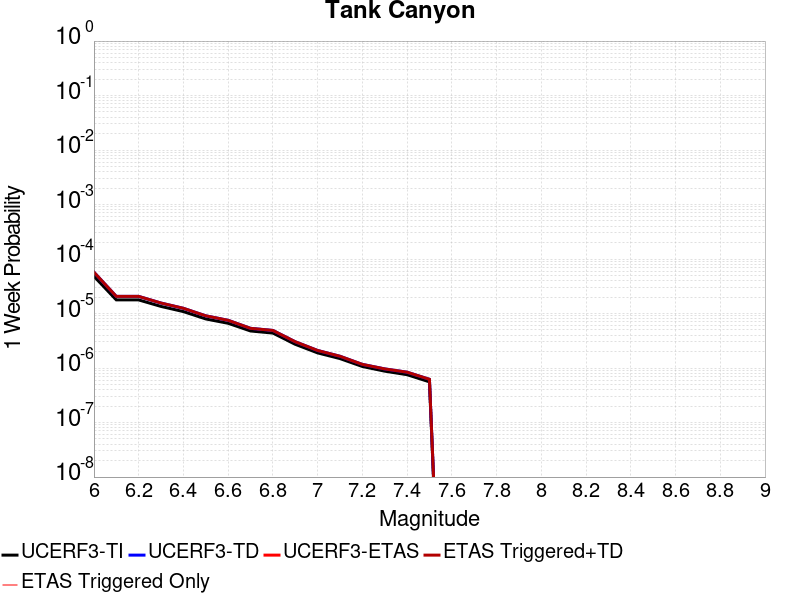 Tank Canyon
1 Week Probability
10^0
10^-1
10^-2
10^-3
10^-4
10^-5
10^-6
10^-7
10^-8
6 6.2 6.4 6.6 6.8 7 7.2 7.4 7.6 7.8 8 8.2 8.4 8.6 8.8 9
Magnitude
UCERF3-TI UCERF3-TD UCERF3-ETAS ETAS Triggered+TD
ETAS Triggered Only